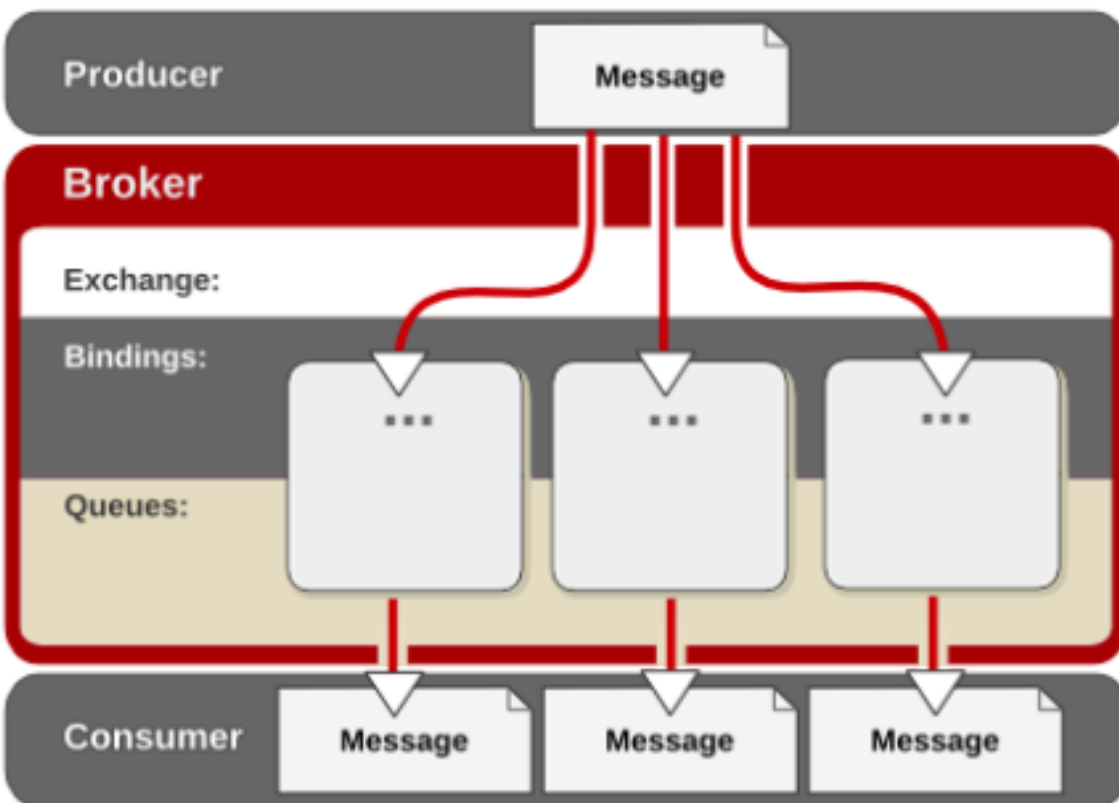 Producer
Message
Broker
Exchange:
Bindings:
... ... ...
Queues:
Consumer
Message Message Message